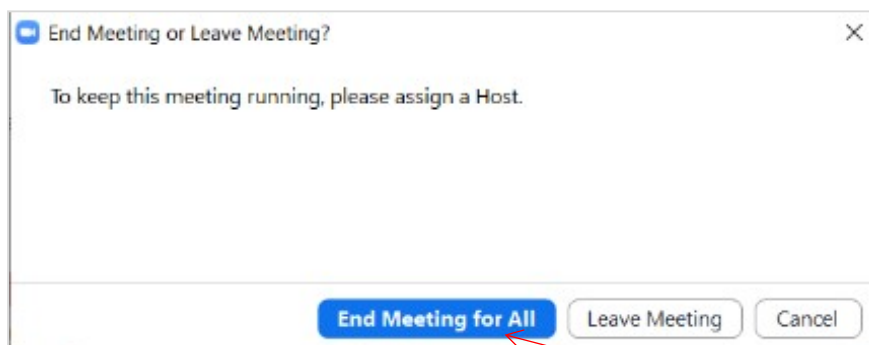 End Meeting or Leave Meeting?
To keep this meeting running, please assign a Host.
End Meeting for All
Leave Meeting
Cancel